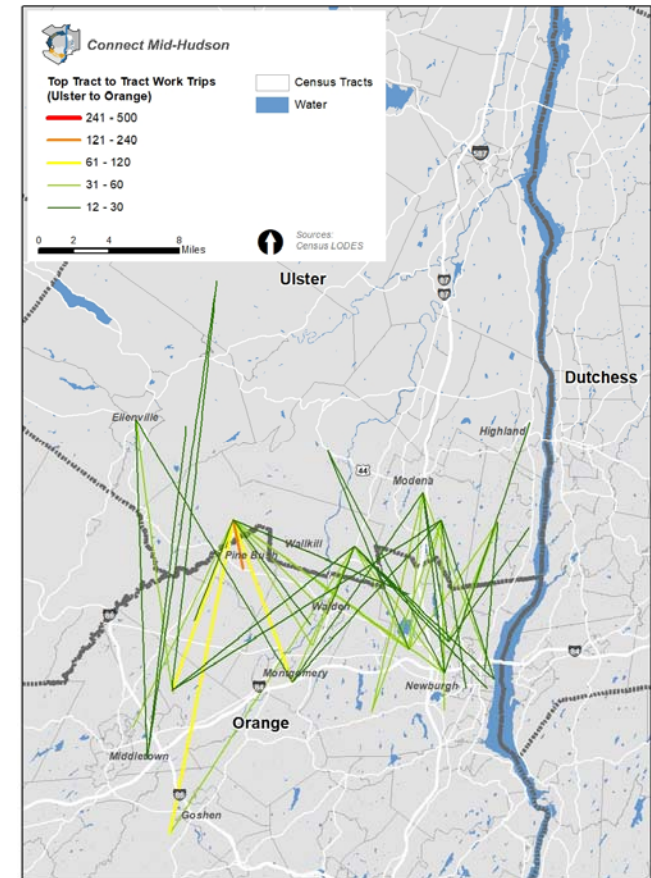 Connect Mid-Hudson
Top Tract to Tract Work Trips
(Ulster to Orange)
241 - 500
121 - 240
61 - 120
31 - 60
12 - 30
Census Tracts
Water
0 2 4 8
Miles
Sources:
Census LODES
Ulster
Dutchess
Ellenville
Highland
44
Modena
Wallkill
Pine Bush
Walden
Montgomery
Newburgh
Orange
Middletown
Goshen